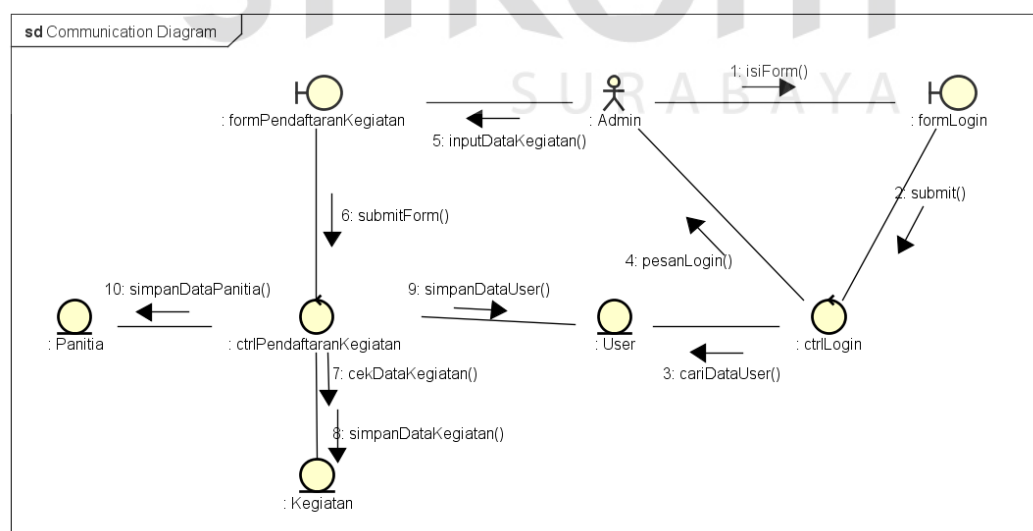 SURABAYA
sd Communication Diagram
1: isiForm()
: formPendaftaranKegiatan
: Admin
: formLogin
5: inputDataKegiatan()
2: submit()
6: submitForm()
4: pesanLogin()
10: simpanDataPanitia()
9: simpanDataUser()
: Panitia
: ctrlPendaftaranKegiatan
: User
: ctrlLogin
7: cekDataKegiatan()
3: cariDataUser()
8: simpanDataKegiatan()
: Kegiatan